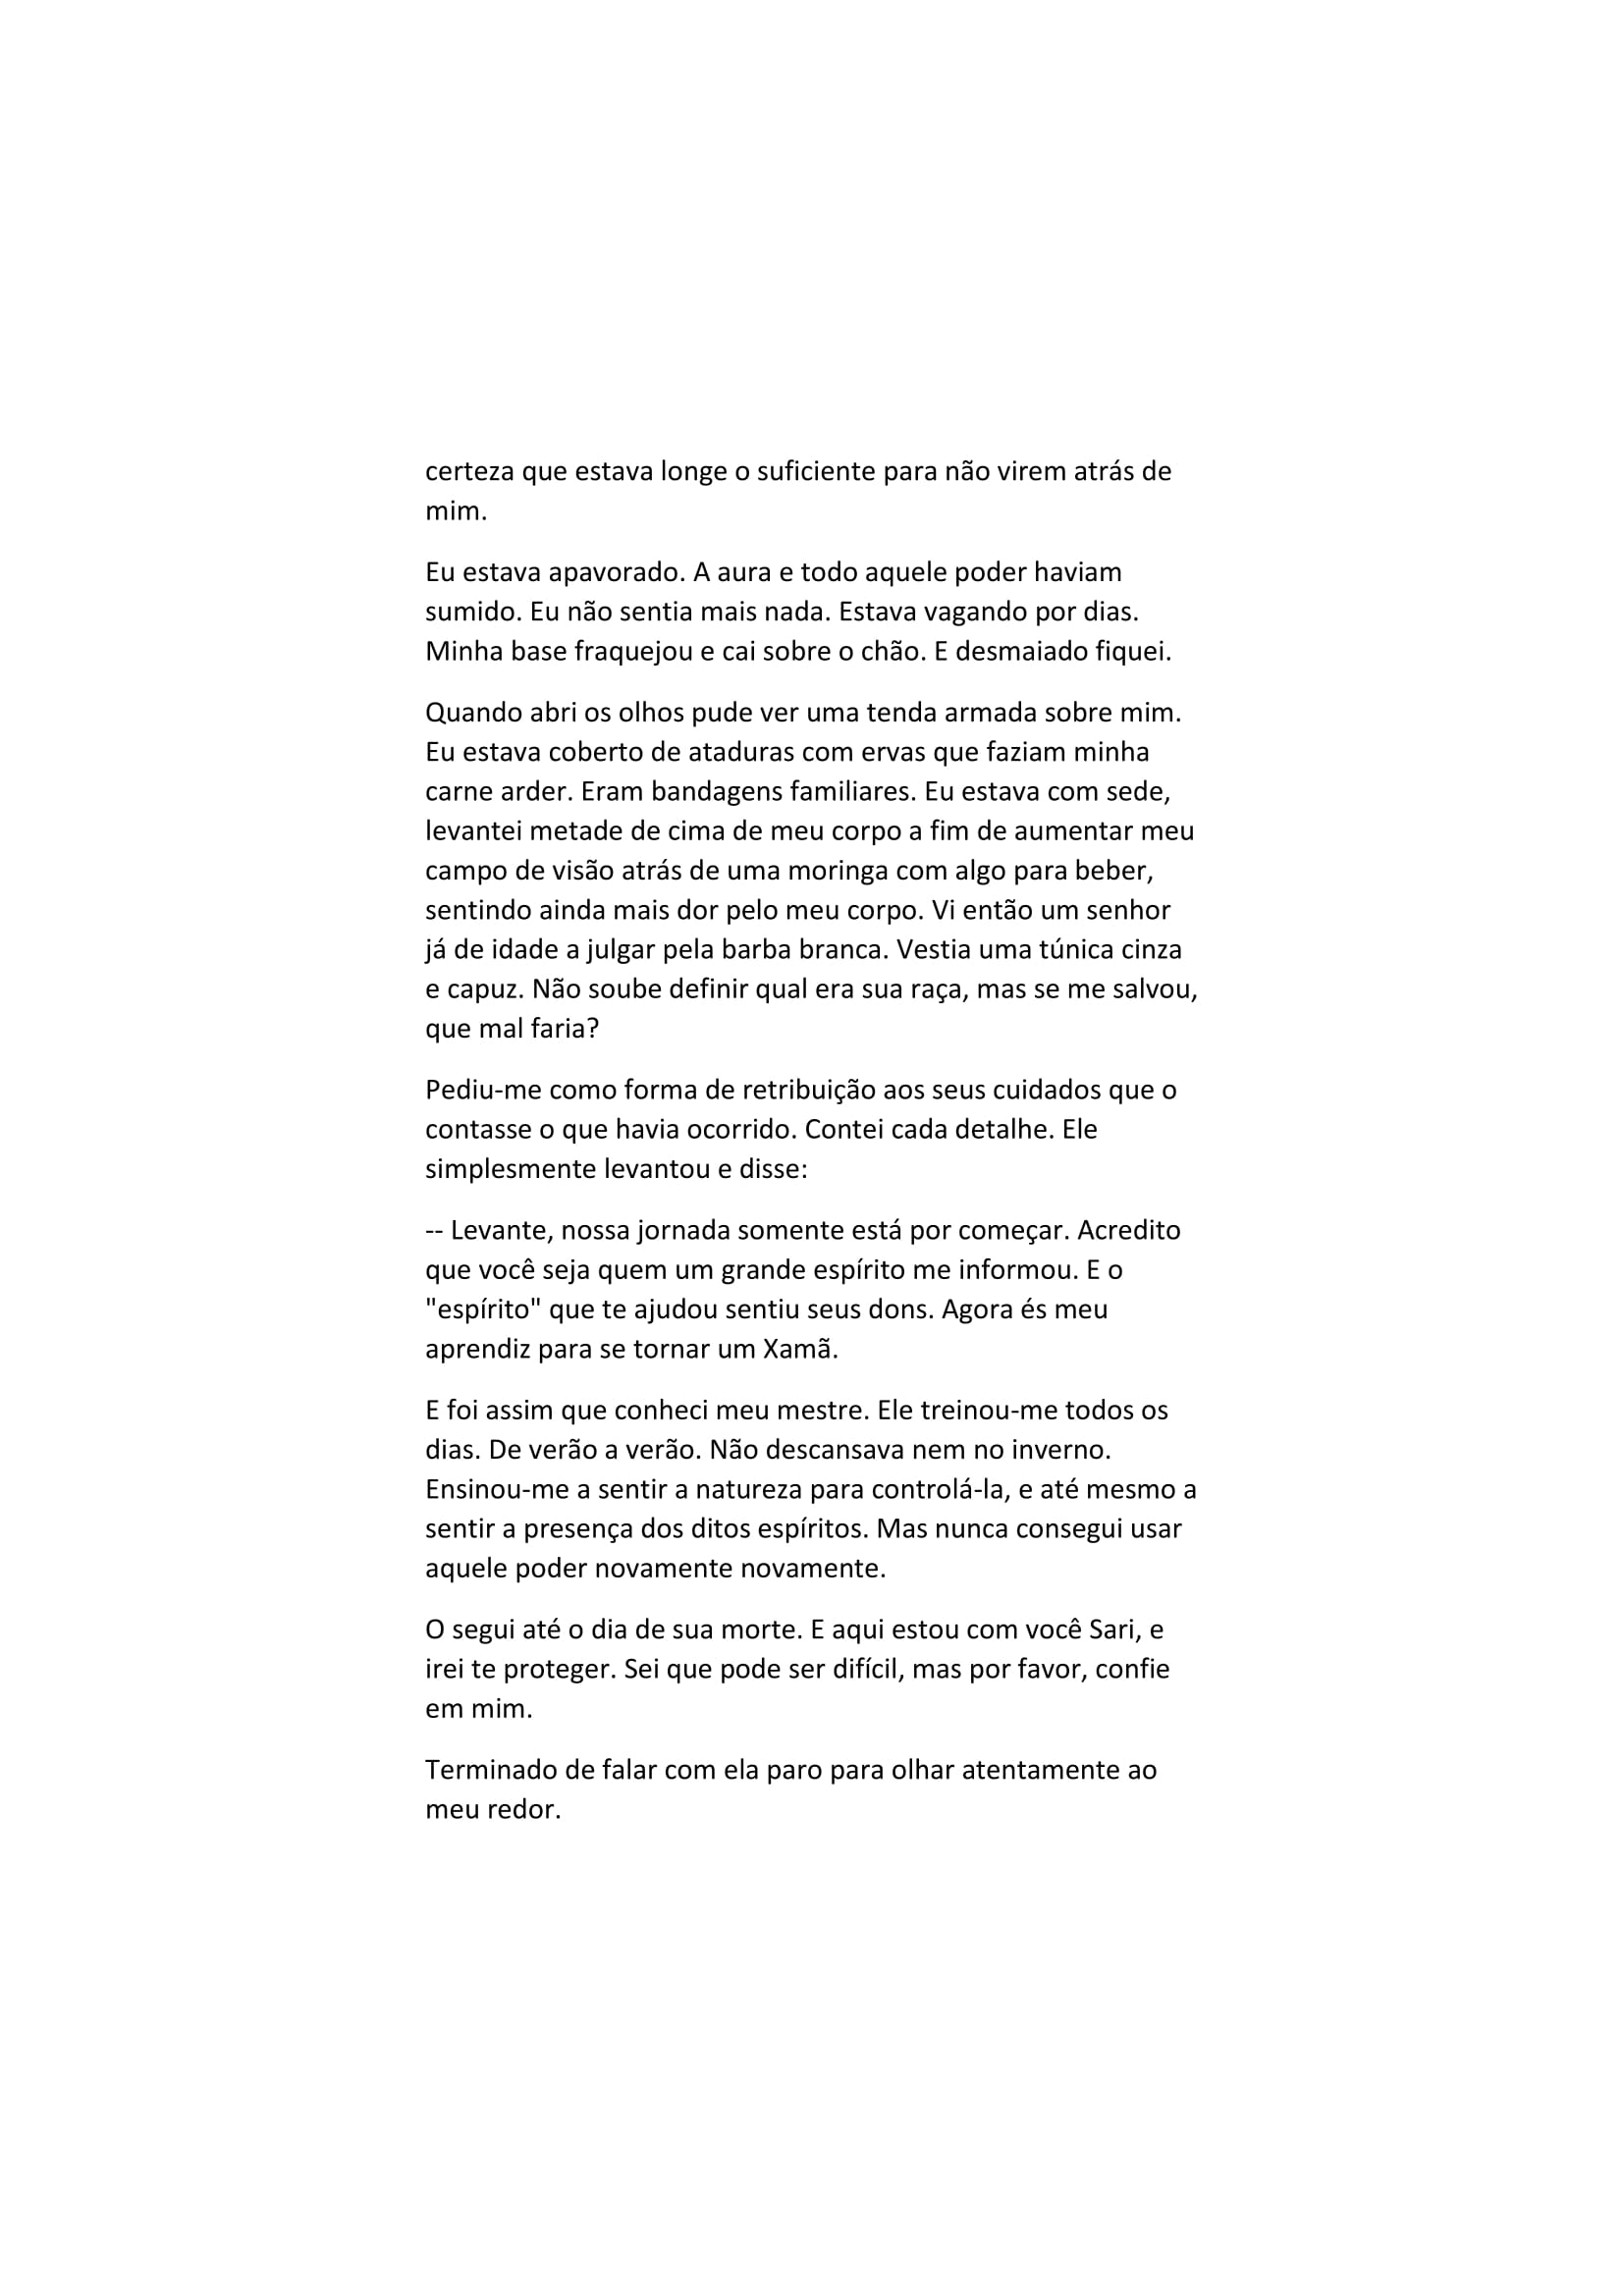 certeza que estava longe o suficiente para não virem atrás de
mim.
Eu estava apavorado. A aura e todo aquele poder haviam
sumido. Eu não sentia mais nada. Estava vagando por dias.
Minha base fraquejou e cai sobre o chão. E desmaiado fiquei.
Quando abri os olhos pude ver uma tenda armada sobre mim.
Eu estava coberto de ataduras com ervas que faziam minha
carne arder. Eram bandagens familiares. Eu estava com sede,
levantei metade de cima de meu corpo a fim de aumentar meu
campo de visão atrás de uma moringa com algo para beber,
sentindo ainda mais dor pelo meu corpo. Vi então um senhor
já de idade a julgar pela barba branca. Vestia uma túnica cinza
e capuz. Não soube definir qual era sua raça, mas se me salvou,
que mal faria?
Pediu-me como forma de retribuição aos seus cuidados que o
contasse o que havia ocorrido. Contei cada detalhe. Ele
simplesmente levantou e disse:
-- Levante, nossa jornada somente está por começar. Acredito
que você seja quem um grande espírito me informou. E o
"espírito" que te ajudou sentiu seus dons. Agora és meu
aprendiz para se tornar um Xamã.
E foi assim que conheci meu mestre. Ele treinou-me todos os
dias. De verão a verão. Não descansava nem no inverno.
Ensinou-me a sentir a natureza para controlá-la, e até mesmo a
sentir a presença dos ditos espíritos. Mas nunca consegui usar
aquele poder novamente novamente.
O segui até o dia de sua morte. E aqui estou com você Sari, e
irei te proteger. Sei que pode ser difícil, mas por favor, confie
em mim.
Terminado de falar com ela paro para olhar atentamente ao
meu redor.